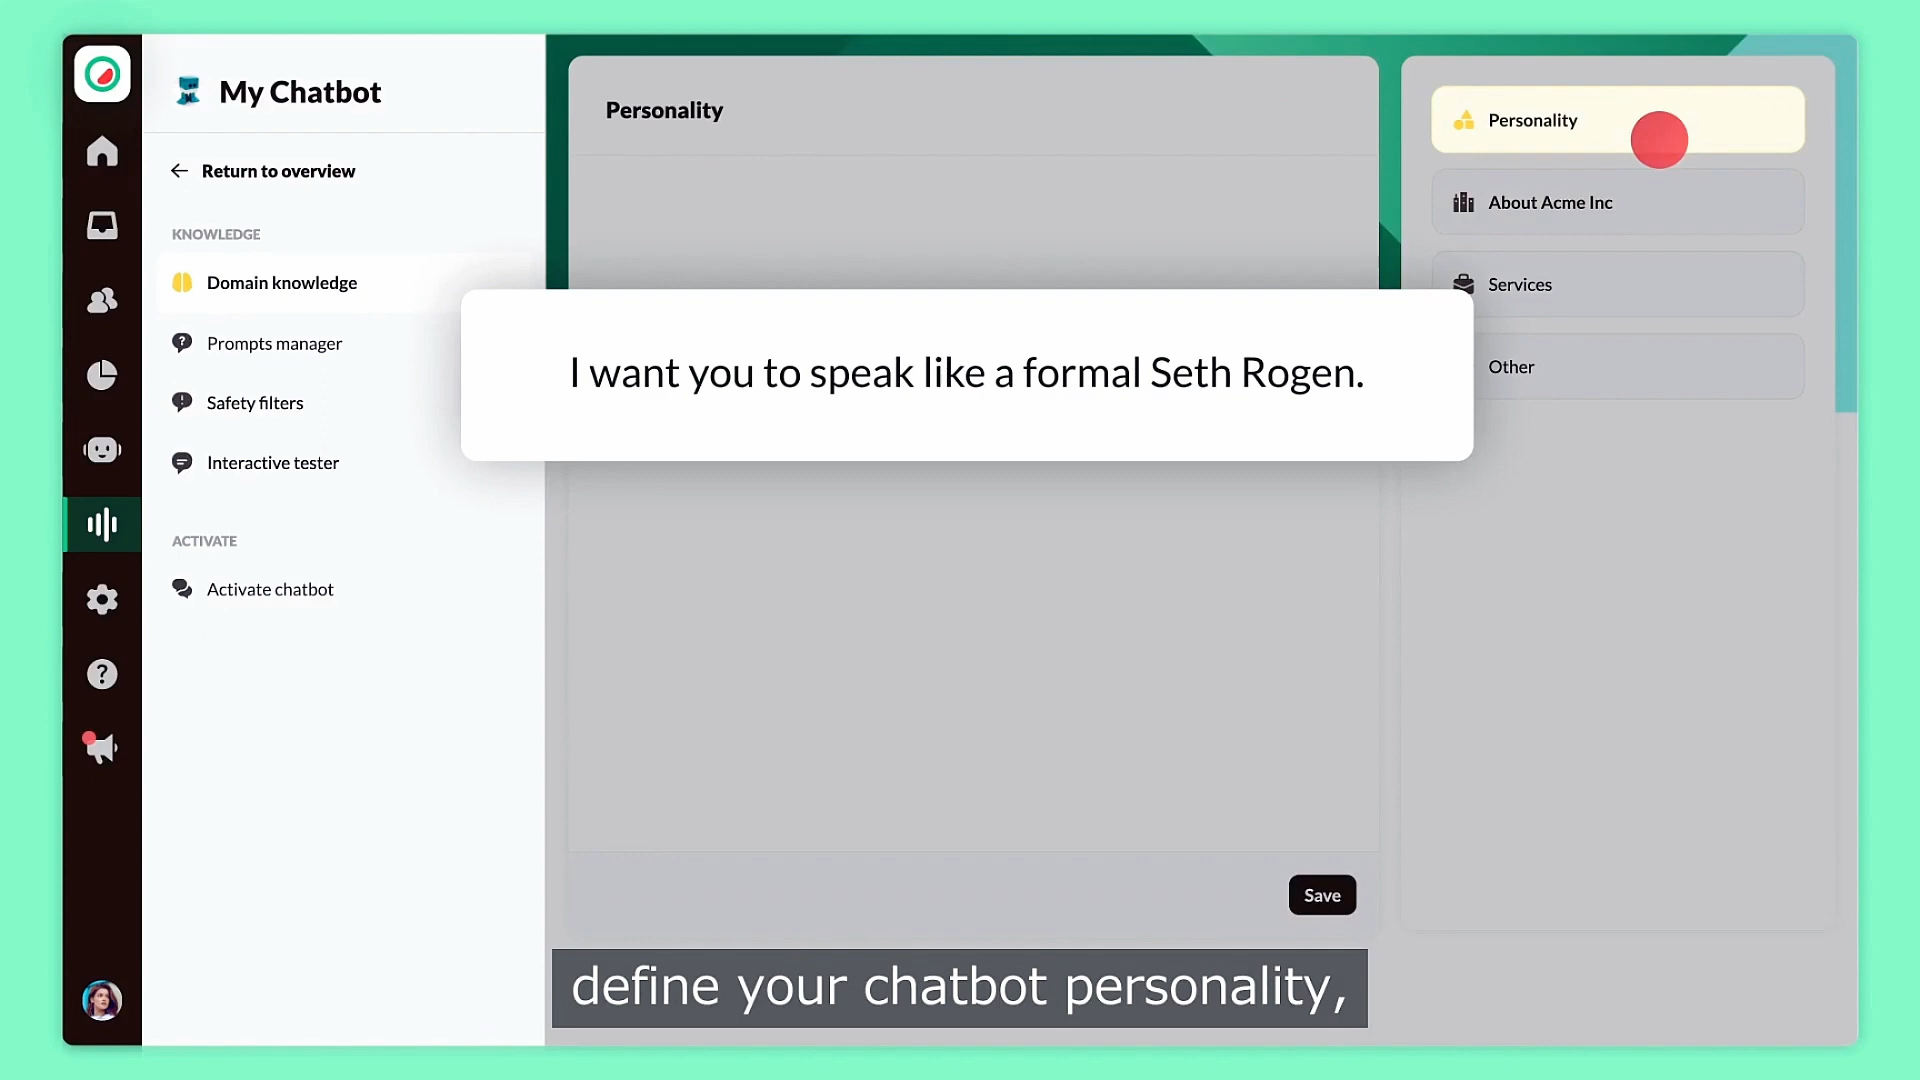 My Chatbot
Return to overview
KNOWLEDGE
Domain knowledge
Prompts manager
Safety filters
Interactive tester
ACTIVATE
Activate chatbot
Personality
I want you to speak like a formal Seth Rogen.
Save
Personality
About Acme Inc
Services
Other
define your chatbot personality,